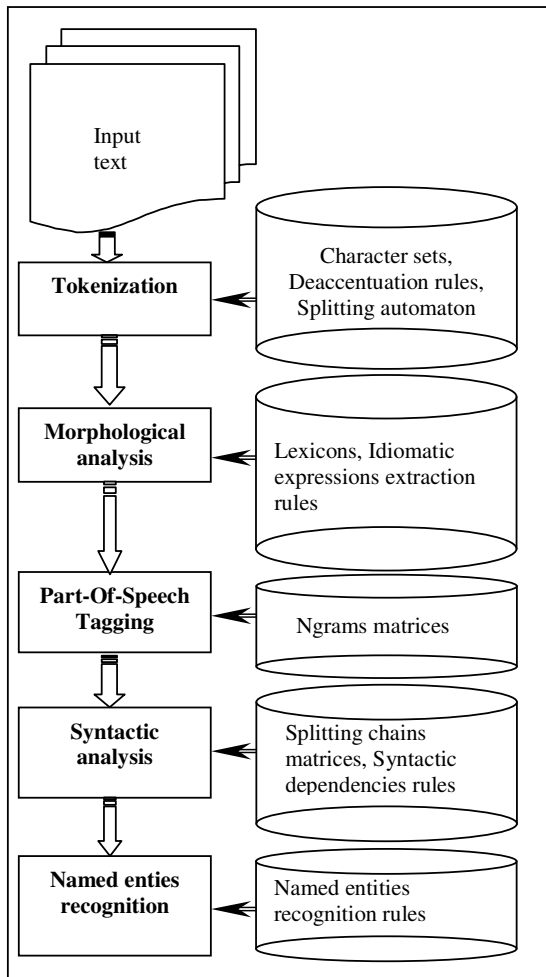 Input
text
Character sets,
Deaccentuation rules,
Splitting automaton
Tokenization
Morphological
analysis
Lexicons, Idiomatic
expressions extraction
rules
Part-Of-Speech
Tagging
Ngrams matrices
Syntactic
analysis
Splitting chains
matrices, Syntactic
dependencies rules
Named enties
recognition
Named entities
recognition rules